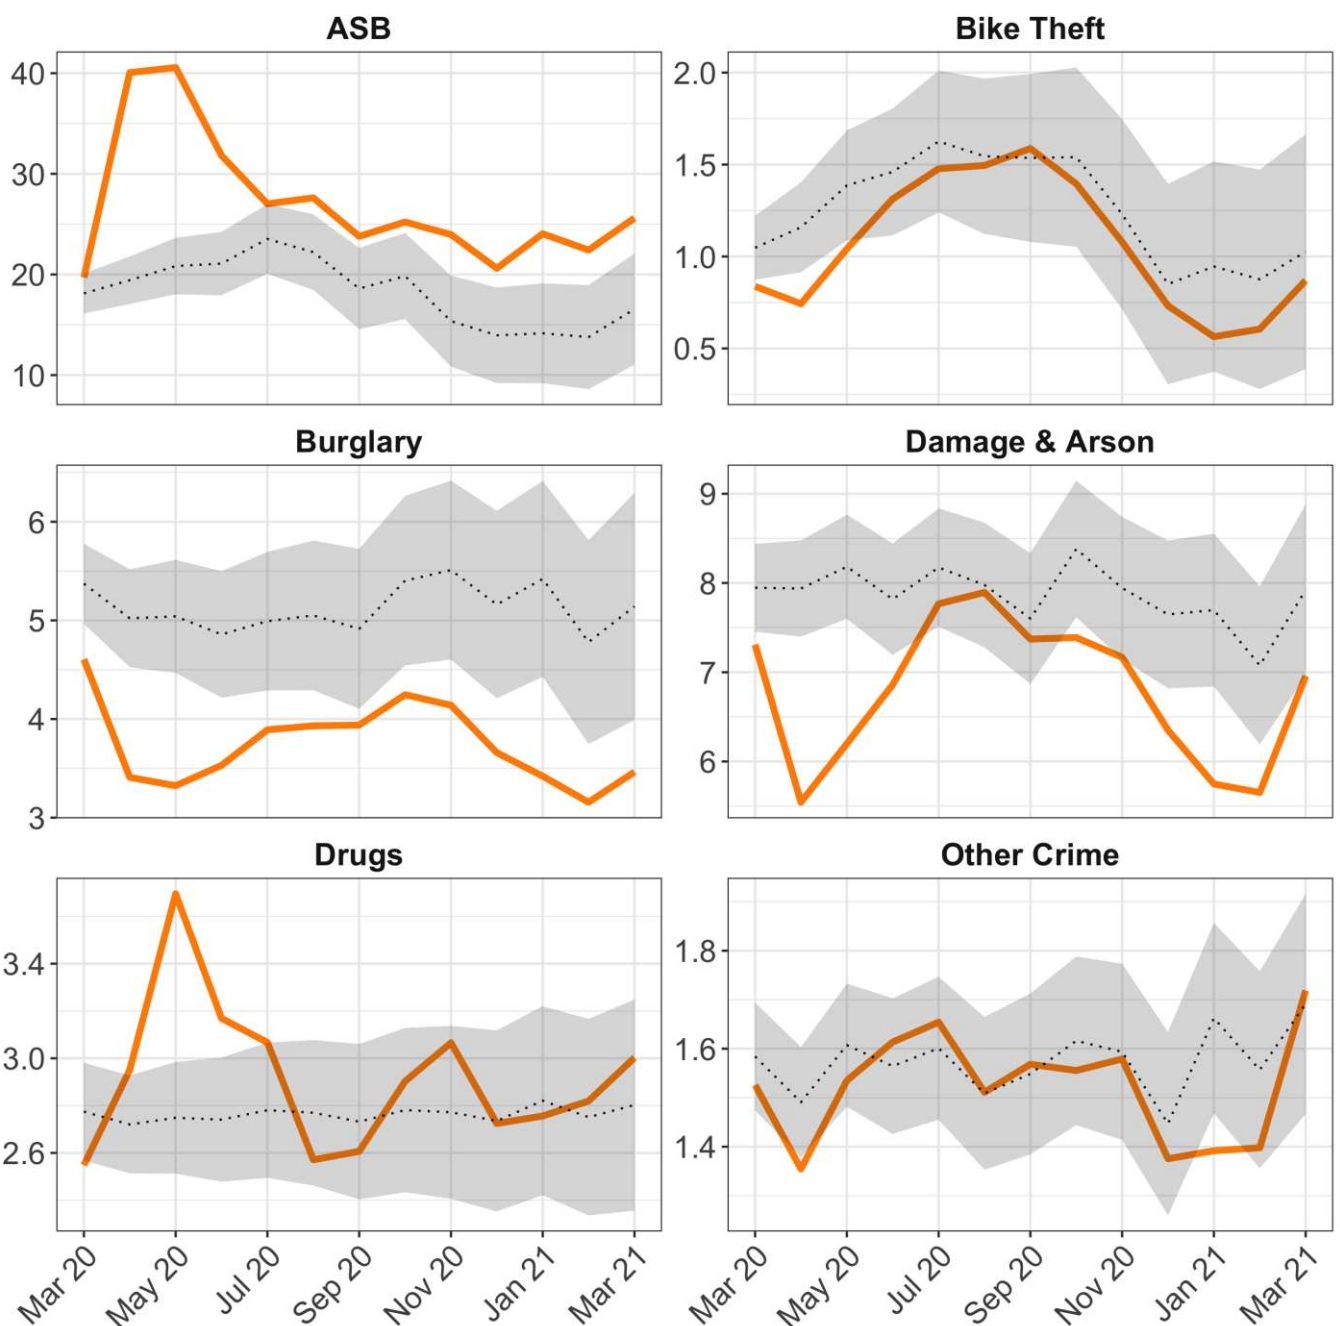 ASB
Bike Theft
40
30
20
10
2.0
1.5
1.0
0.5
Burglary
Damage & Arson
6
5
4
3
9
8
7
6
Drugs
Other Crime
3.4
3.0
2.6
1.8
1.6
1.4
Mar 20
May 20
Jul 20
Sep 20
Nov 20
Jan 21
Mar 21
Mar 20
May 20
Jul 20
Sep 20
Nov 20
Jan 21
Mar 21